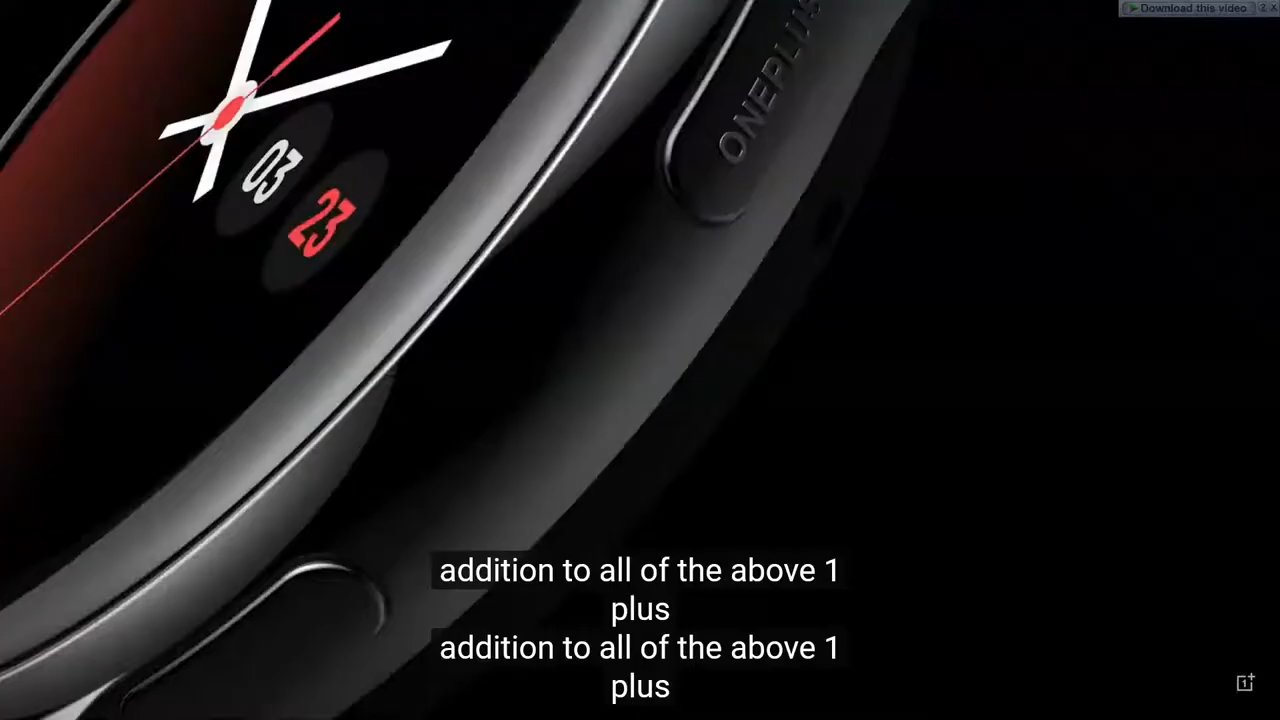 Download this video
? X
ONEPLUS
03
23
addition to all of the above 1
plus
addition to all of the above 1
plus
1+